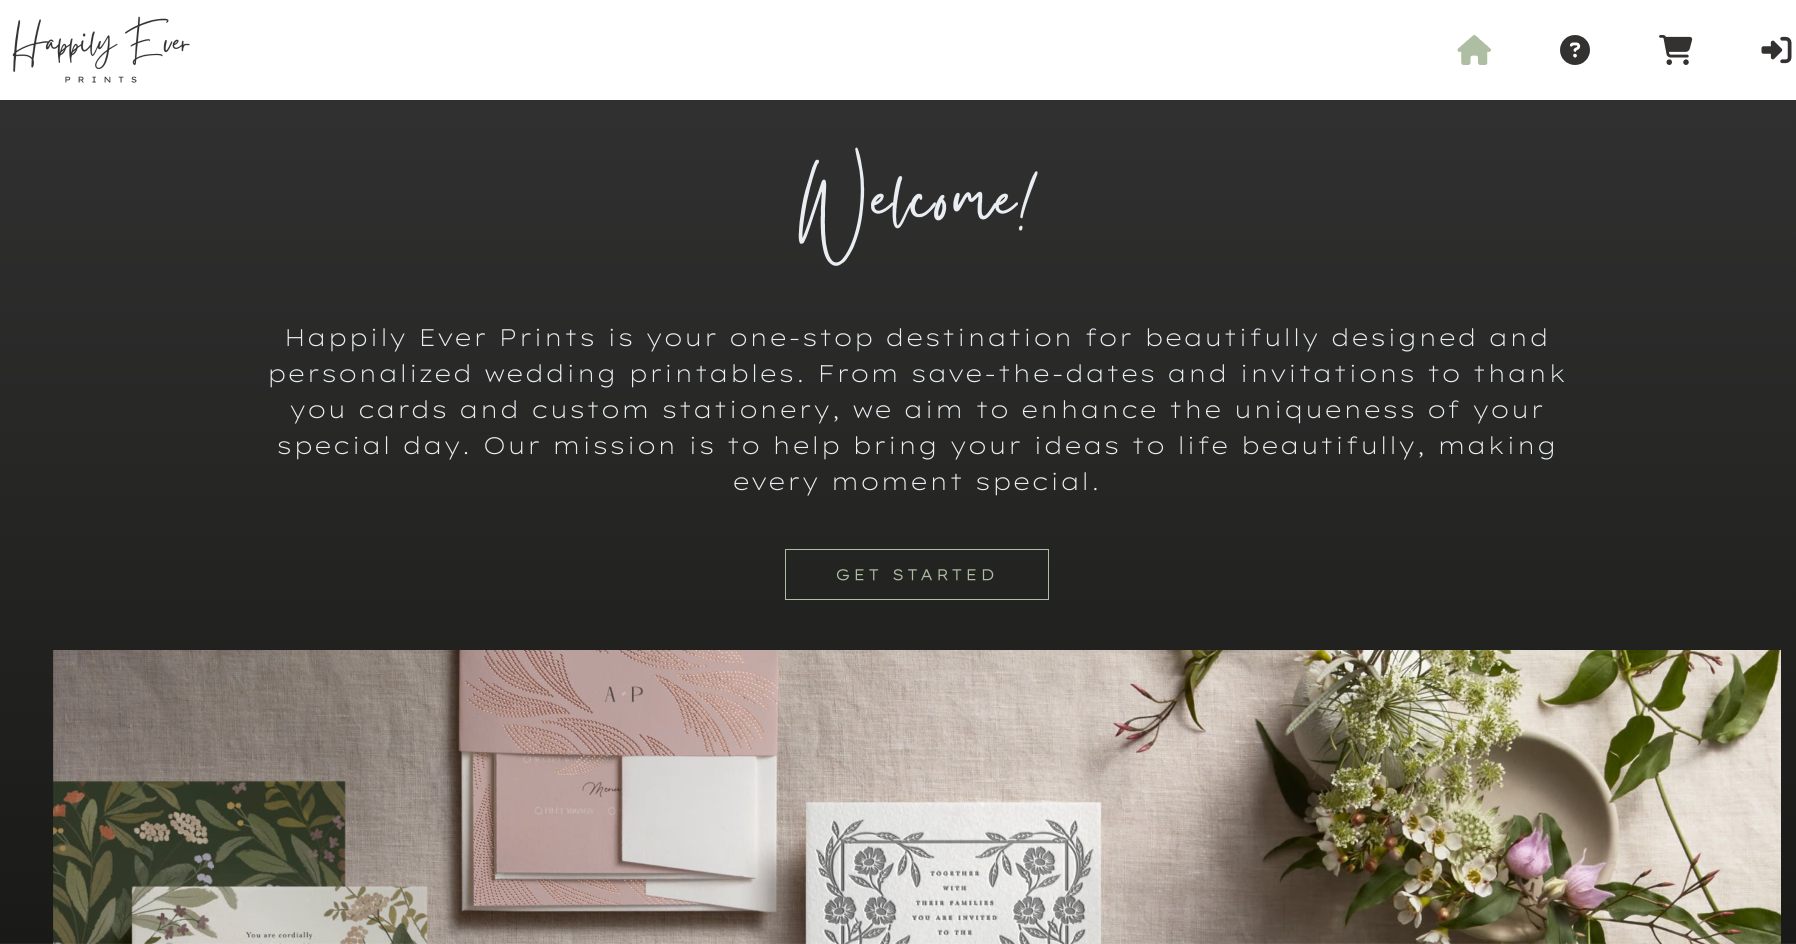 Happily Ever
PRINTS
Welcome!
Happily Ever Prints is your one-stop destination for beautifully designed and
personalized wedding printables. From save-the-dates and invitations to thank
you cards and custom stationery, we aim to enhance the uniqueness of your
special day. Our mission is to help bring your ideas to life beautifully, making
every moment special.
GET STARTED
A P
TOGETHER
WITH
THEIR FAMILIES
YOU ARE INVITED
TO THE
You are cordially